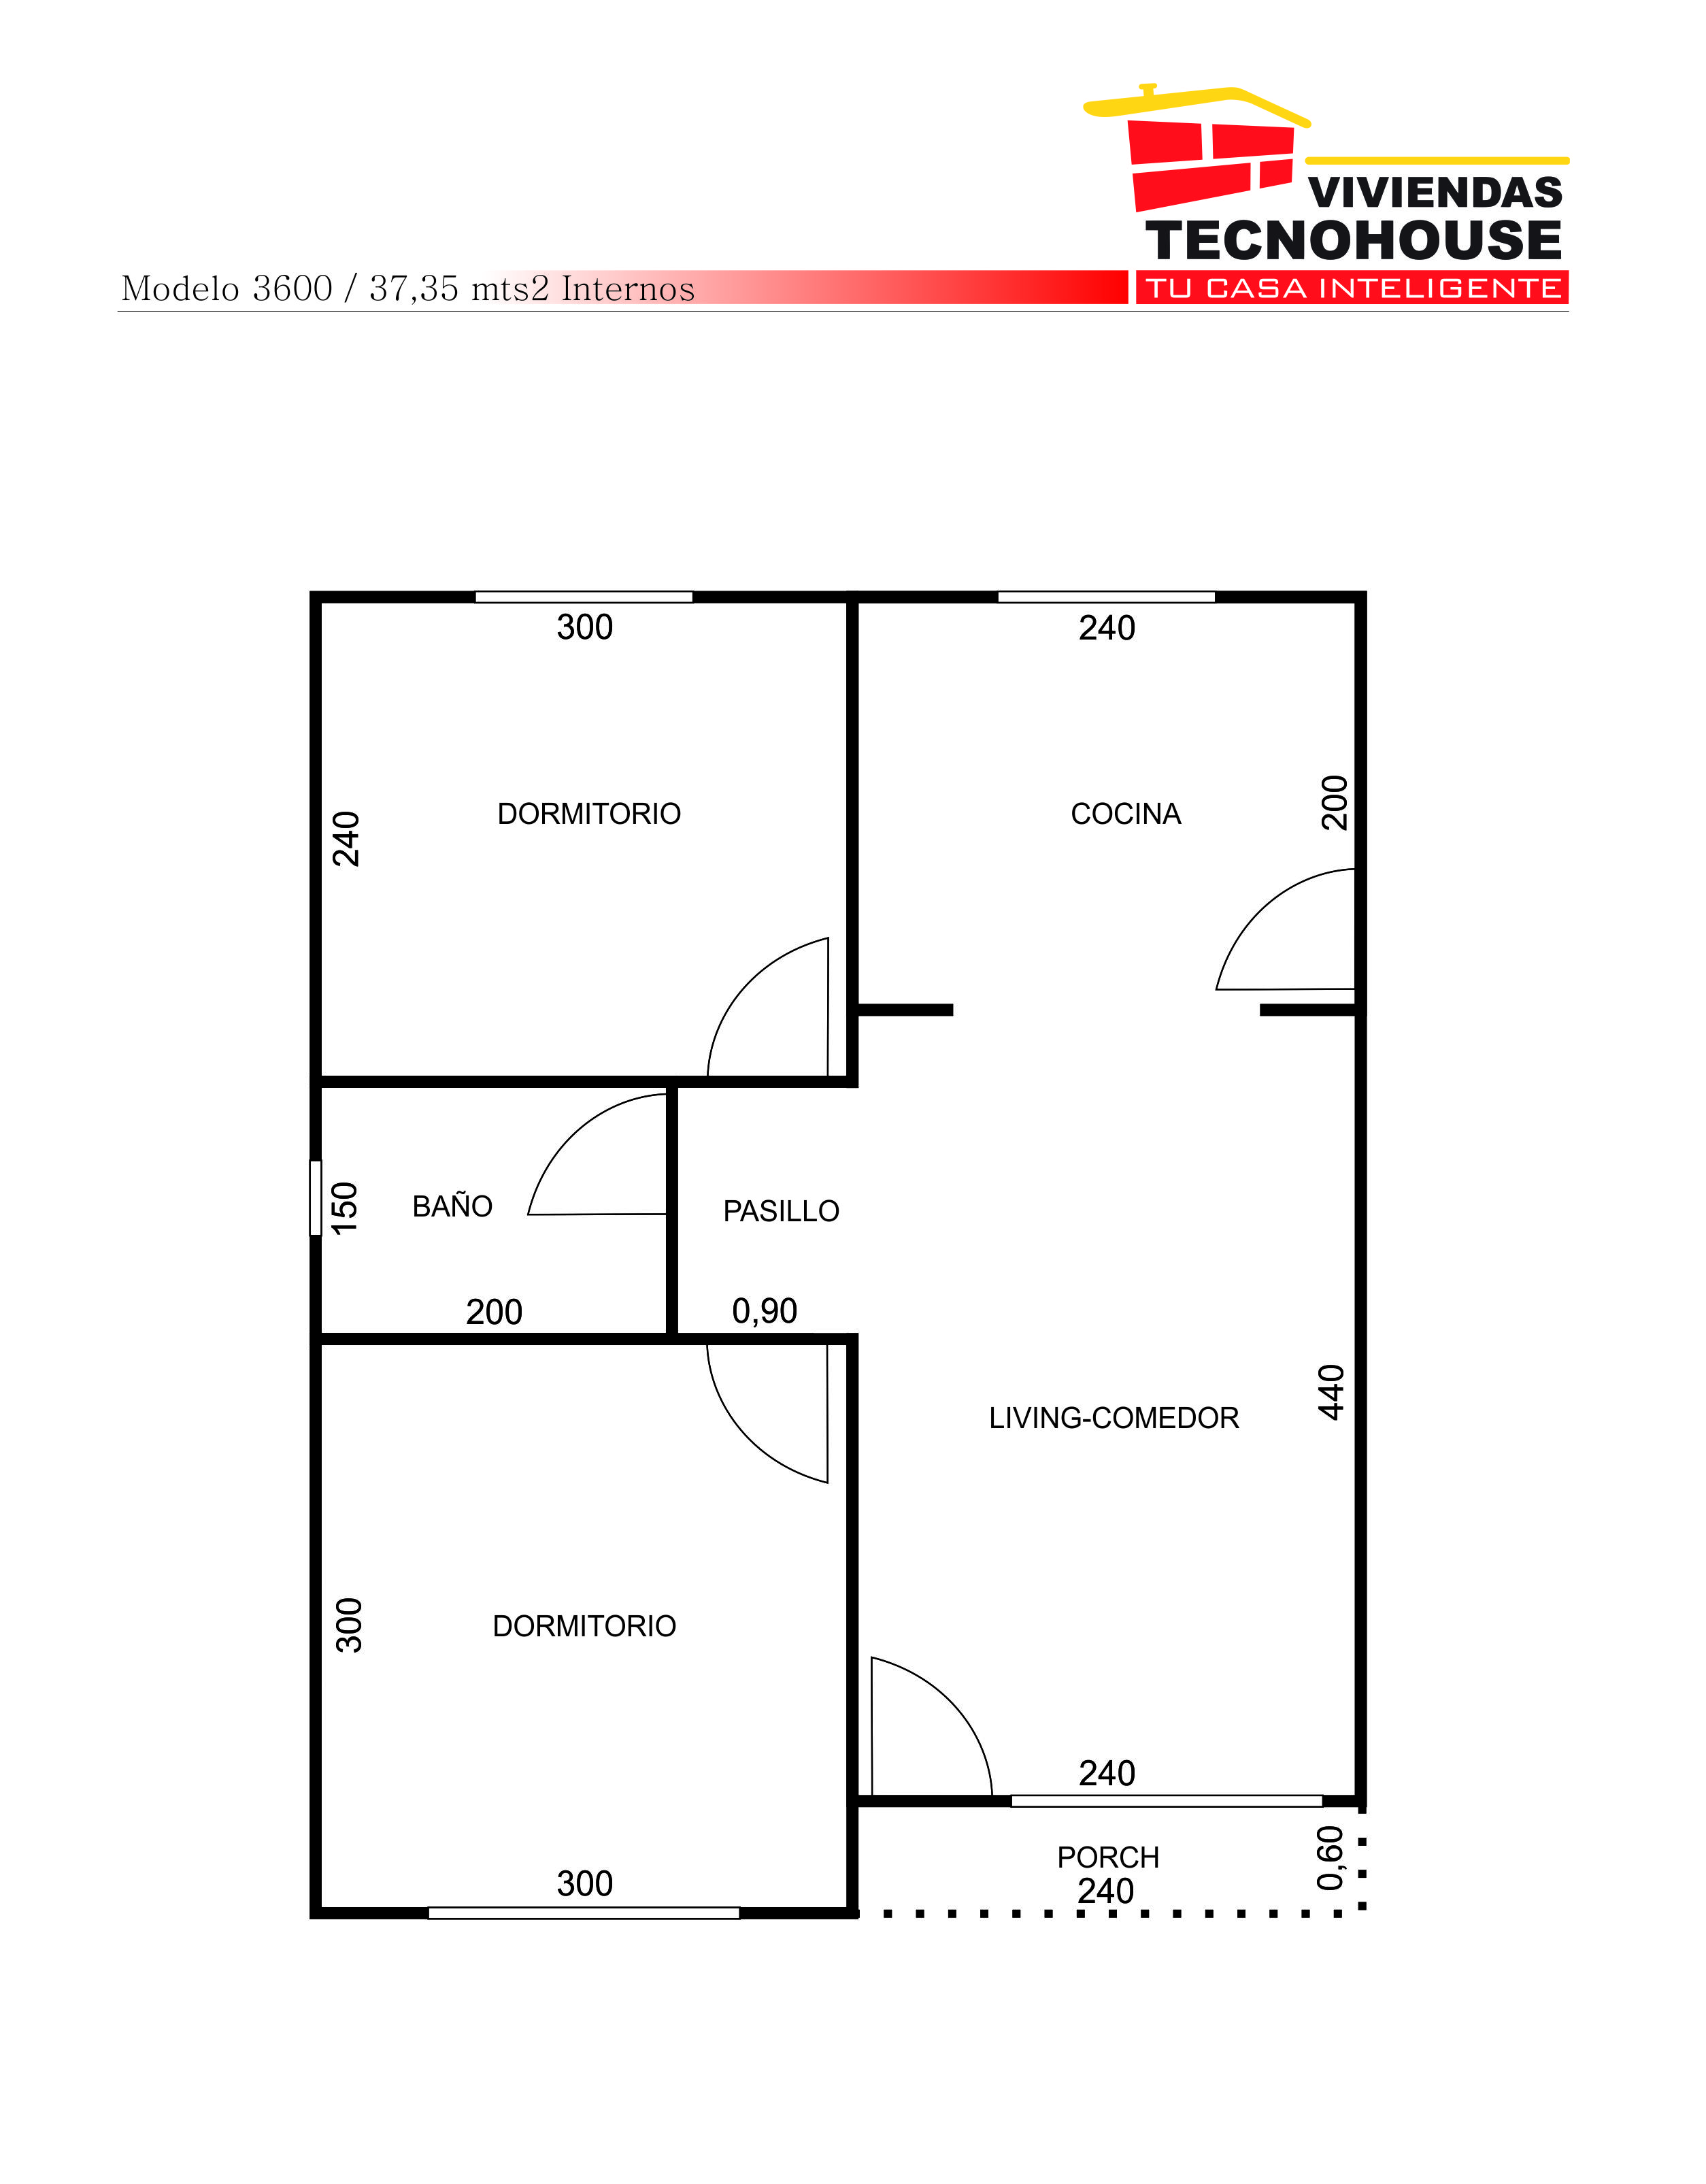 VIVIENDAS
TECNOHOUSE
TU CASA INTELIGENTE
Modelo 3600 / 37,35 mts2 Internos
300
240
DORMITORIO
COCINA
200
240
BAÑO
150
PASILLO
200
0,90
LIVING-COMEDOR
440
DORMITORIO
300
240
PORCH
0,60
300
240